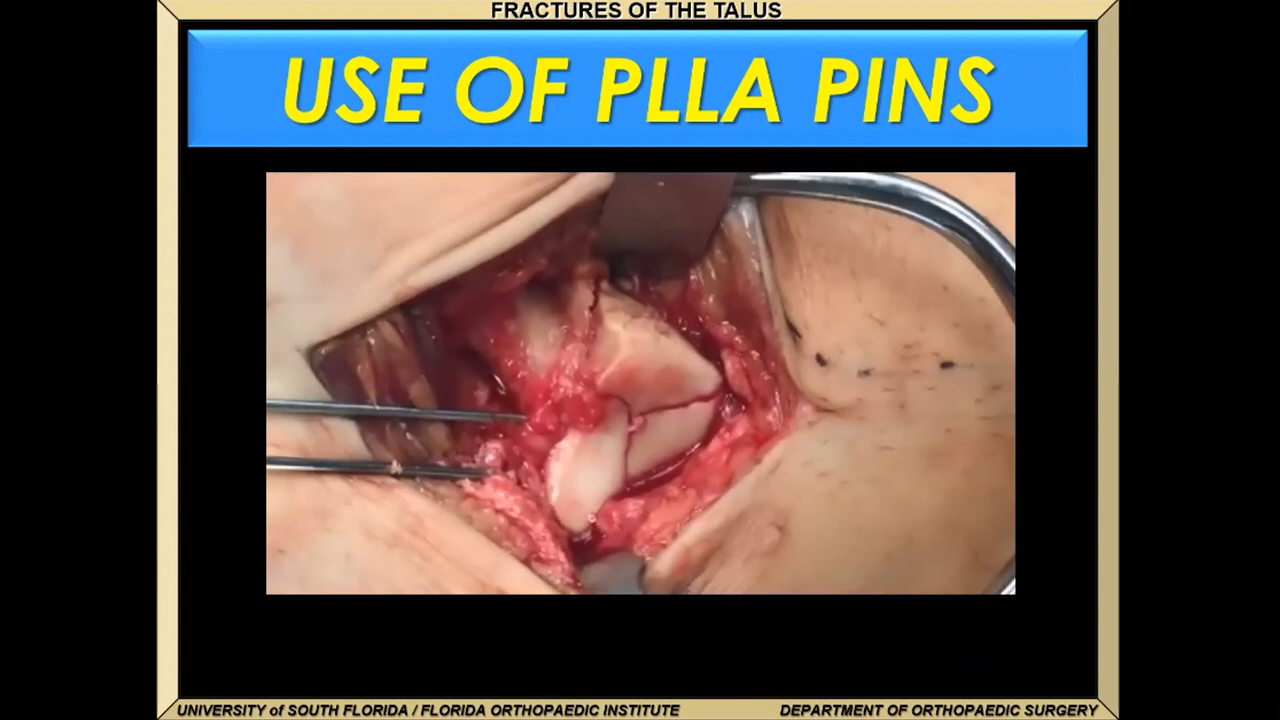 FRACTURES OF THE TALUS
USE OF PLLA PINS
UNIVERSITY of SOUTH FLORIDA / FLORIDA ORTHOPAEDIC INSTITUTE
DEPARTMENT OF ORTHOPAEDIC SURGERY